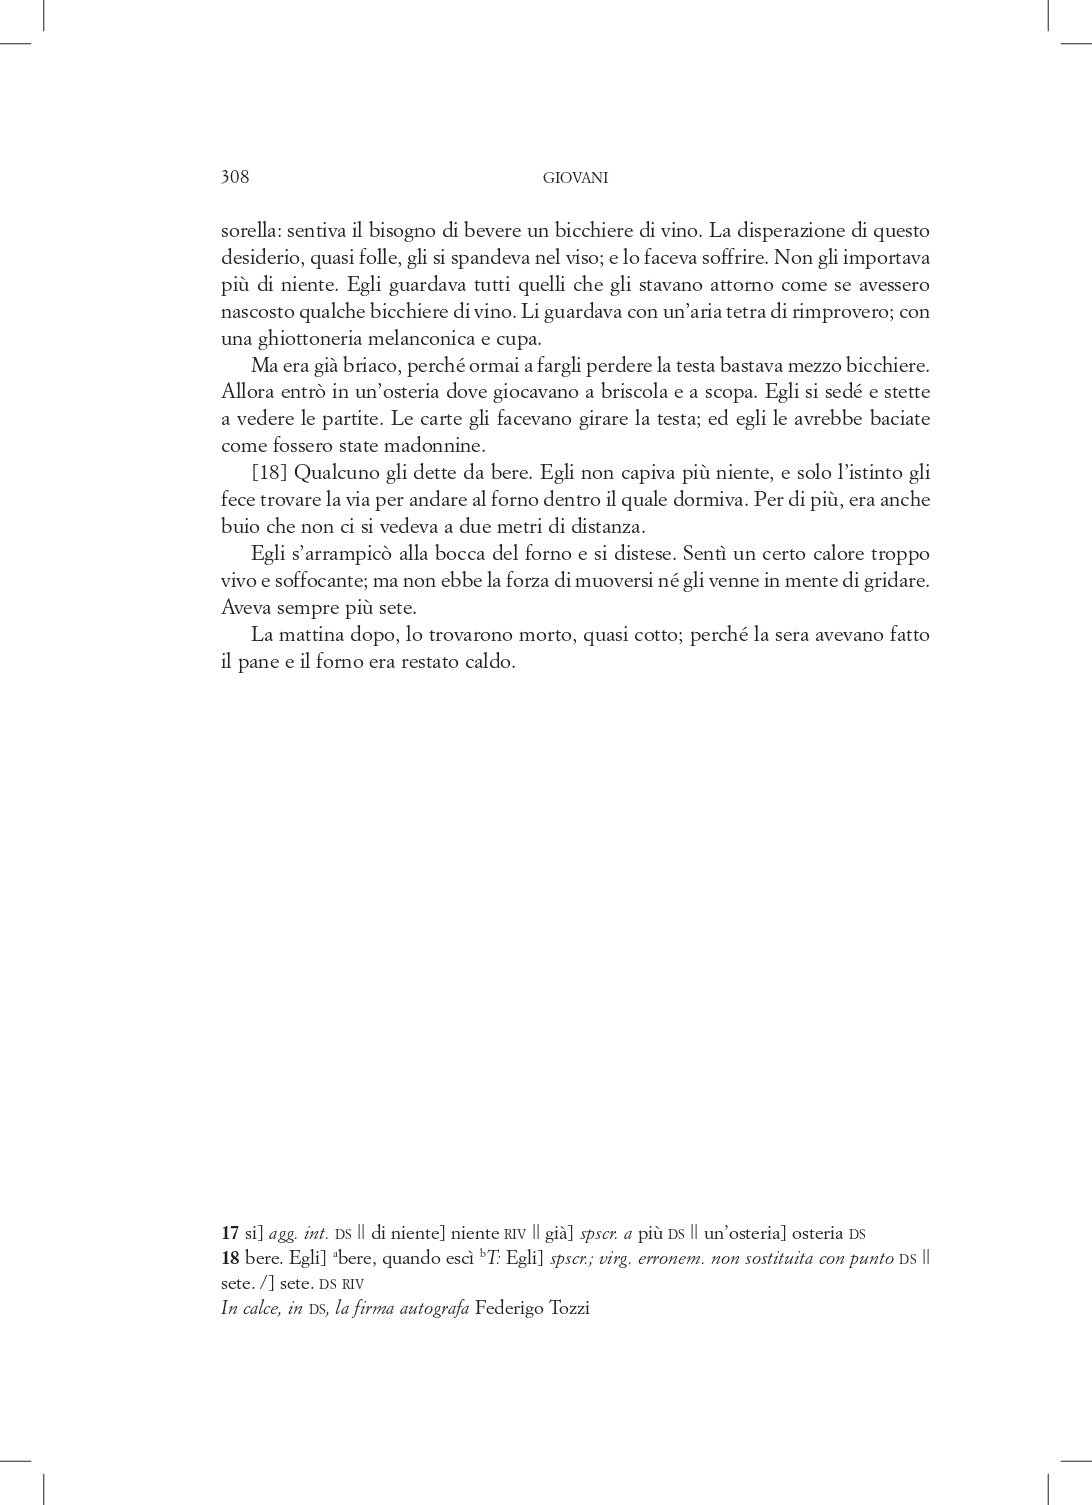 308
GIOVANI
sorella: sentiva il bisogno di bevere un bicchiere di vino. La disperazione di questo
desiderio, quasi folle, gli si spandeva nel viso; e lo faceva soffrire. Non gli importava
più di niente. Egli guardava tutti quelli che gli stavano attorno come se avessero
nascosto qualche bicchiere di vino. Li guardava con un’aria tetra di rimprovero; con
una ghiottoneria melanconica e cupa.
Ma era già briaco, perché ormai a fargli perdere la testa bastava mezzo bicchiere.
Allora entrò in un’osteria dove giocavano a briscola e a scopa. Egli si sedé e stette
a vedere le partite. Le carte gli facevano girare la testa; ed egli le avrebbe baciate
come fossero state madonnine.
[18] Qualcuno gli dette da bere. Egli non capiva più niente, e solo l’istinto gli
fece trovare la via per andare al forno dentro il quale dormiva. Per di più, era anche
buio che non ci si vedeva a due metri di distanza.
Egli s’arrampicò alla bocca del forno e si distese. Sentì un certo calore troppo
vivo e soffocante; ma non ebbe la forza di muoversi né gli venne in mente di gridare.
Aveva sempre più sete.
La mattina dopo, lo trovarono morto, quasi cotto; perché la sera avevano fatto
il pane e il forno era restato caldo.
17 si] agg. int. DS || di niente] niente RIV || già] spscr. a più DS || un’osteria] osteria DS
18 bere. Egli] ᵃbere, quando escì ᵇT: Egli] spscr.; virg. erronem. non sostituita con punto DS ||
sete. /] sete. DS RIV
In calce, in DS, la firma autografa Federigo Tozzi